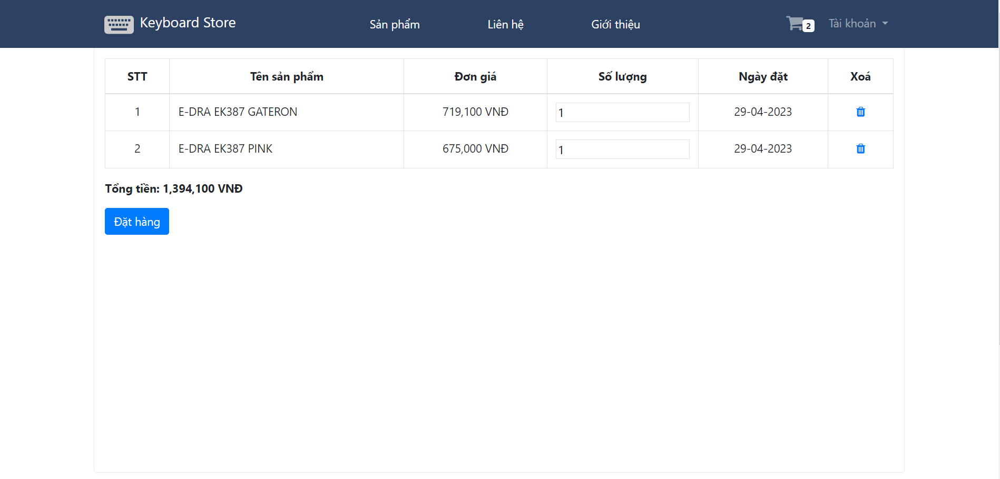 Keyboard Store Sản phẩm Liên hệ Giới thiệu 2 Tài khoản
STT Tên sản phẩm Đơn giá Số lượng Ngày đặt Xoá
1 E-DRA EK387 GATERON 719,100 VNĐ 1 29-04-2023
2 E-DRA EK387 PINK 675,000 VNĐ 1 29-04-2023
Tổng tiền: 1,394,100 VNĐ
Đặt hàng